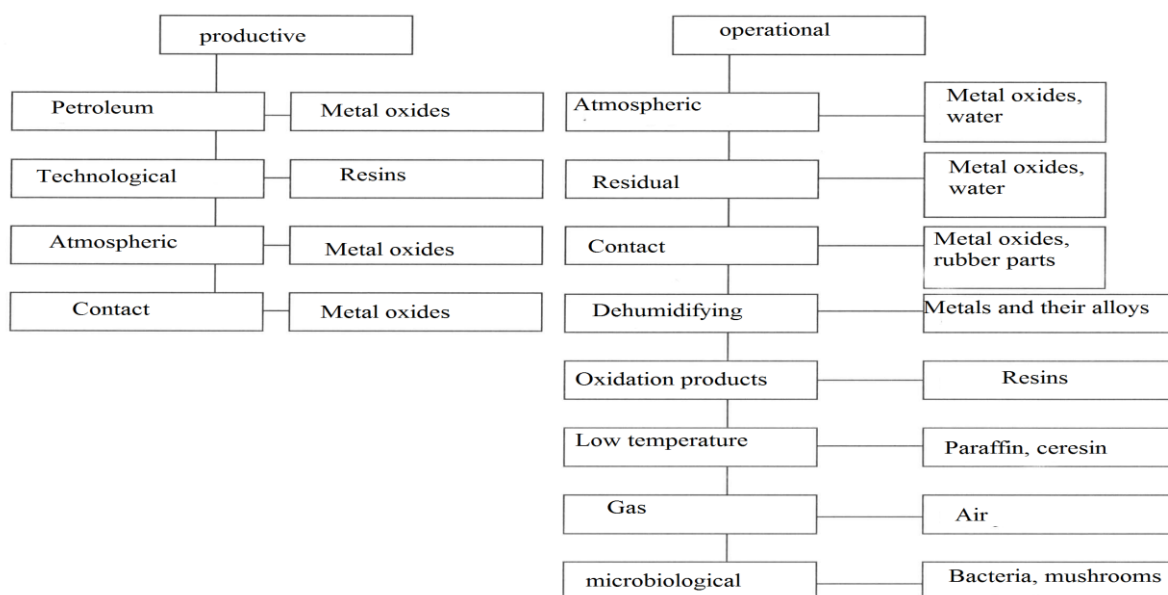 productive
Petroleum
Metal oxides
Technological
Resins
Atmospheric
Metal oxides
Contact
Metal oxides
operational
Atmospheric
Metal oxides,
water
Residual
Metal oxides,
water
Contact
Metal oxides,
rubber parts
Dehumidifying
Metals and their alloys
Oxidation products
Resins
Low temperature
Paraffin, ceresin
Gas
Air
microbiological
Bacteria, mushrooms